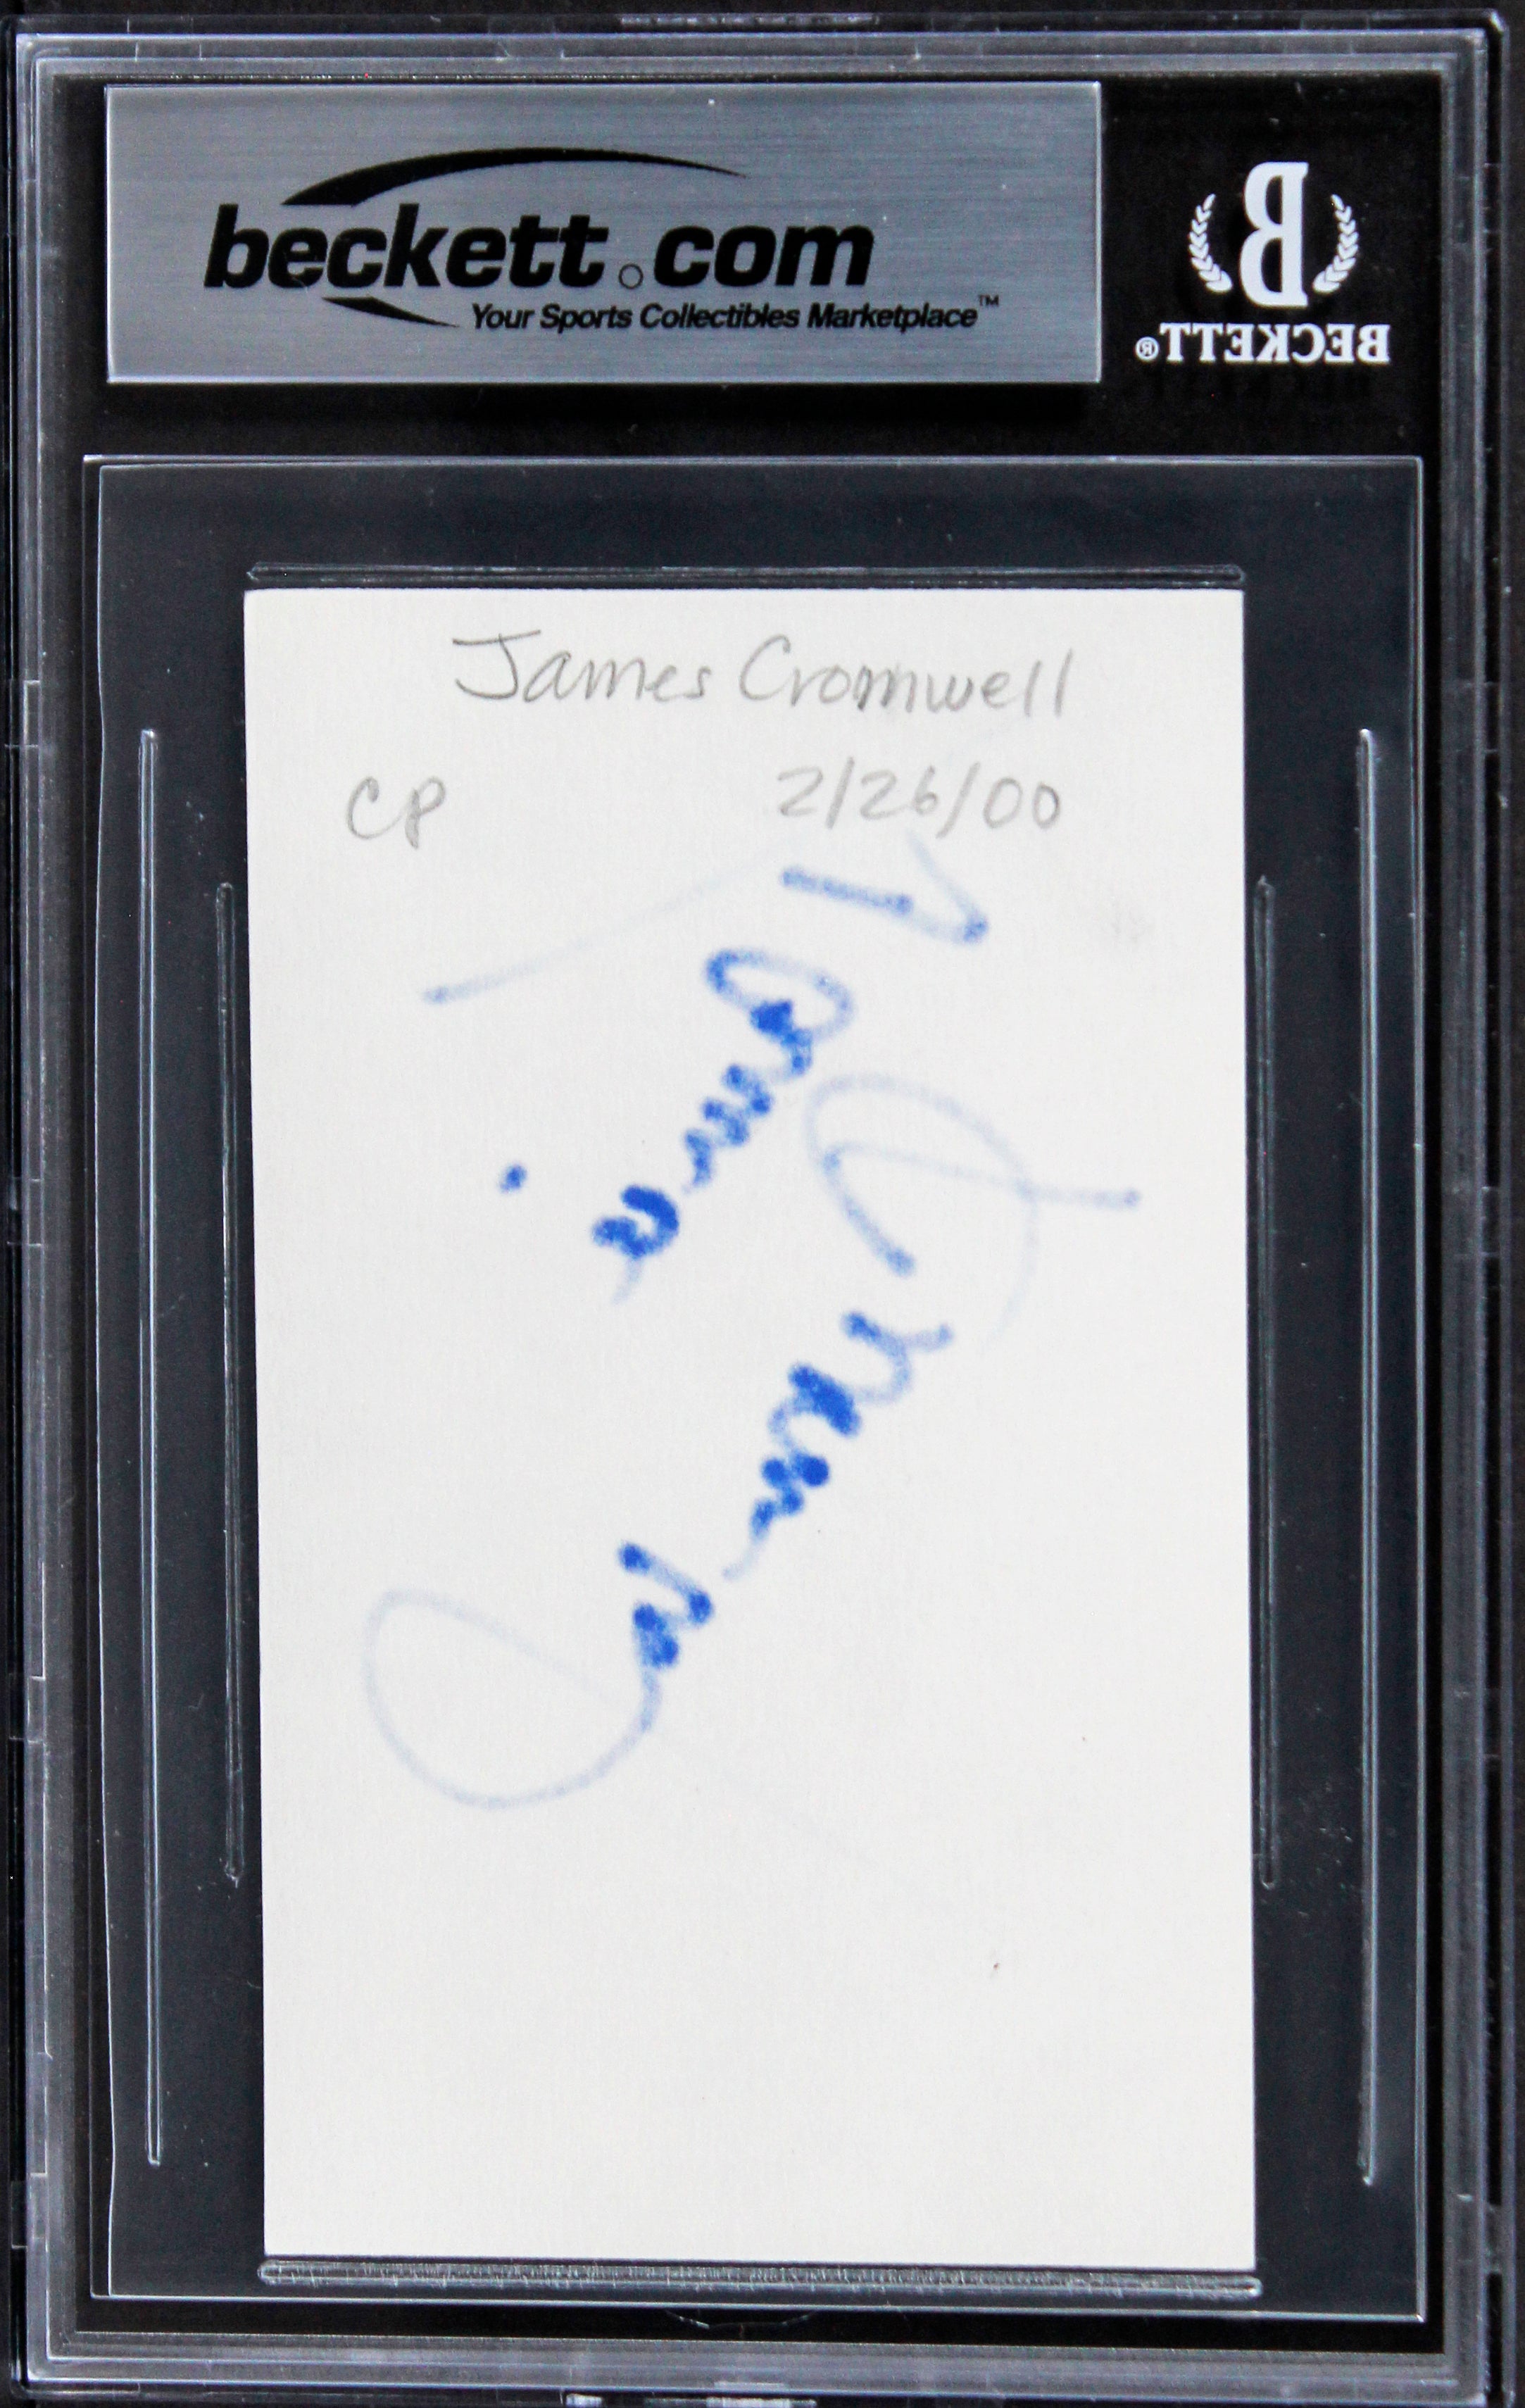 beckett.com
Your Sports Collectibles Marketplace™
B
BECKETT®
James Cromwell
CP 2/26/00